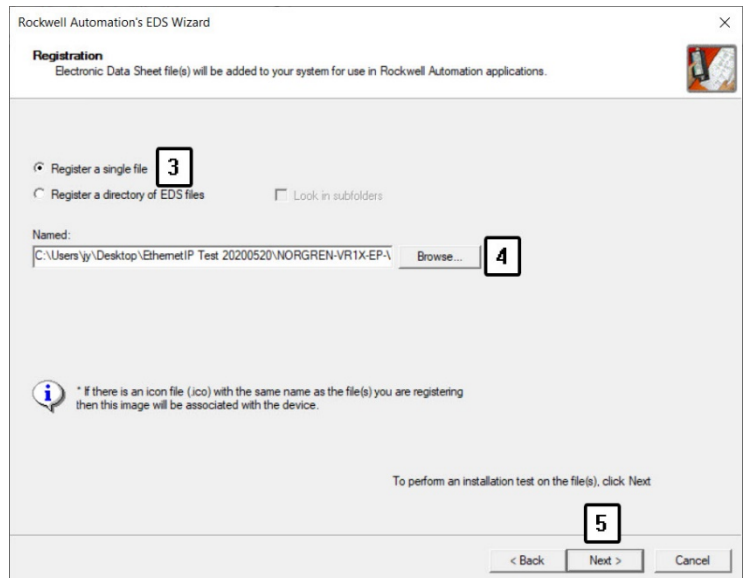 Rockwell Automation's EDS Wizard
Registration
Electronic Data Sheet file(s) will be added to your system for use in Rockwell Automation applications.
Register a single file 3
Register a directory of EDS files Look in subfolders
Named:
C:\Users\jy\Desktop\EthernetIP Test 20200520\NORGREN-VR1X-EP-\ Browse... 4
i * If there is an icon file (.ico) with the same name as the file(s) you are registering
then this image will be associated with the device.
To perform an installation test on the file(s), click Next
5
< Back Next > Cancel